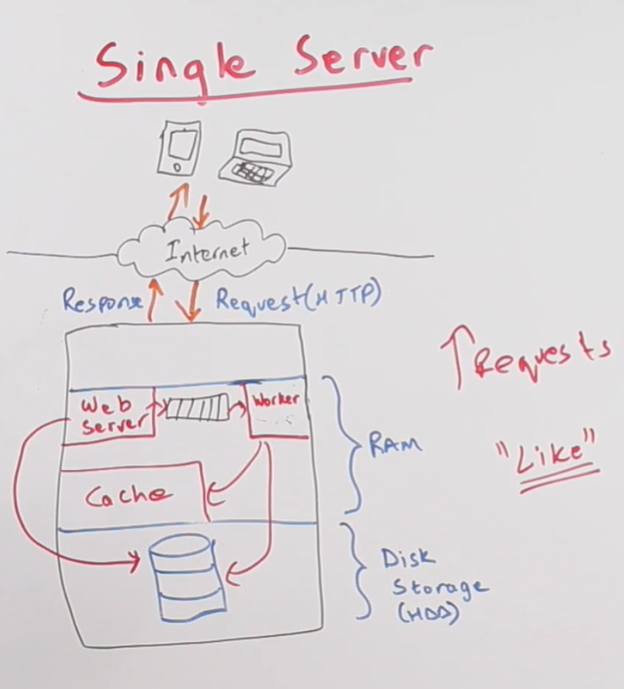 Single Server
Internet
Response
Request(HTTP)
↑Requests
Web
Server
Worker
RAM
"Like"
Cache
Disk
Storage
(HDD)